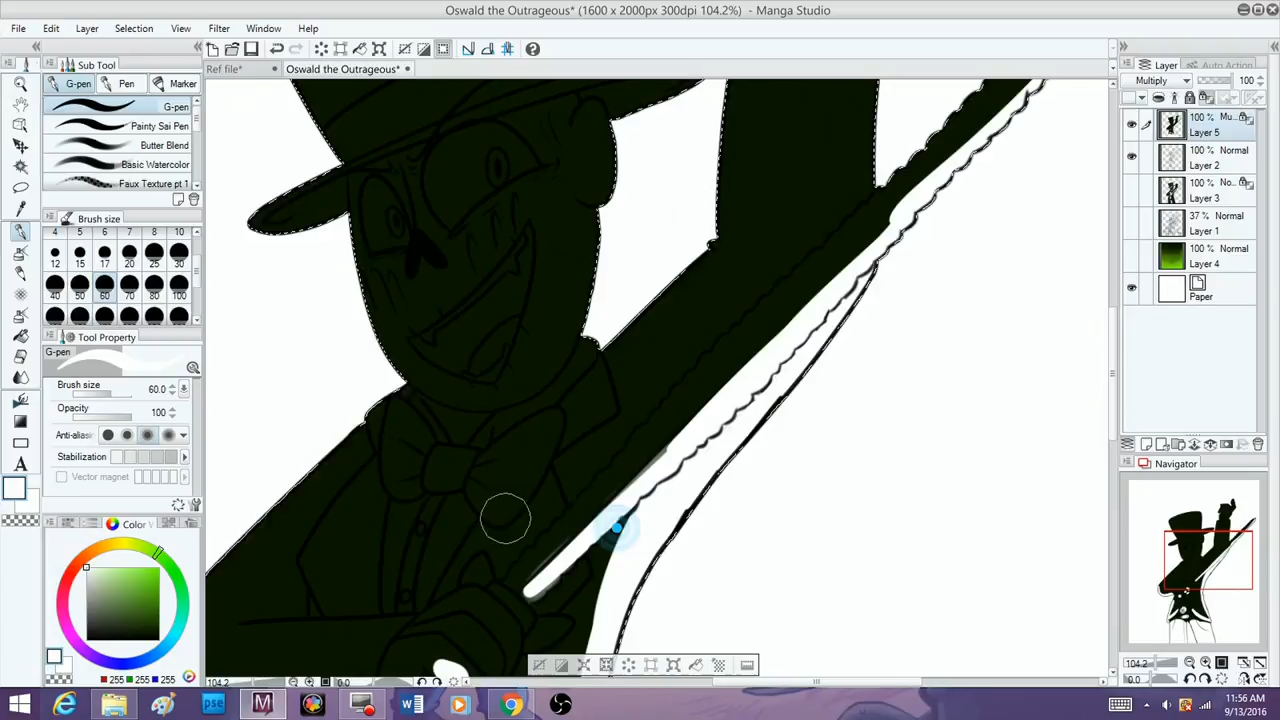 Oswald the Outrageous* (1600 x 2000px 300dpi 104.2%) - Manga Studio
File Edit Layer Selection View Filter Window Help
Sub Tool
Ref file* Oswald the Outrageous*
Layer Auto Action
Multiply 100
G-pen Pen Marker
G-pen
Painty Sai Pen
Butter Blend
Basic Watercolor
Faux Texture pt 1
100 % Mu...
Layer 5
100 % Normal
Layer 2
100 % No...
Layer 3
37 % Normal
Layer 1
100 % Normal
Layer 4
Paper
Brush size
4 5 6 7 8 10
12 15 17 20 25 30
40 50 60 70 80 100
Tool Property
G-pen
Brush size 60.0
Opacity 100
Anti-alias
Stabilization
Vector magnet
Navigator
A
Color
255 255 255
104.2 0.0
104.2
0.0
pse
11:56 AM
9/13/2016